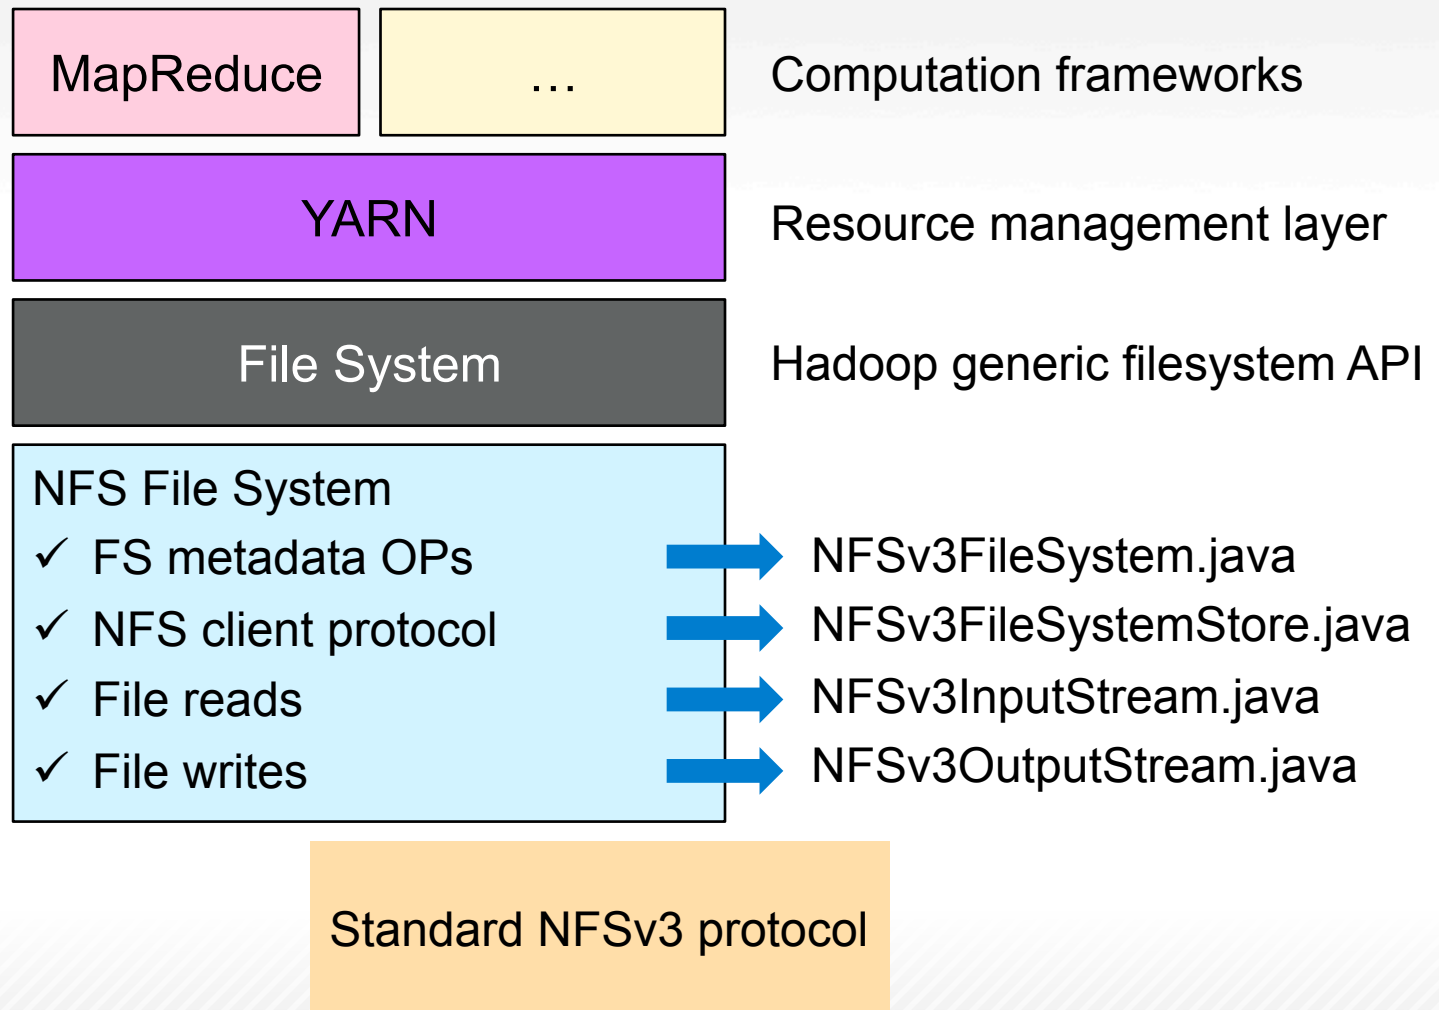 MapReduce
…
Computation frameworks
YARN
Resource management layer
File System
Hadoop generic filesystem API
NFS File System
✓ FS metadata OPs
NFSv3FileSystem.java
✓ NFS client protocol
NFSv3FileSystemStore.java
✓ File reads
NFSv3InputStream.java
✓ File writes
NFSv3OutputStream.java
Standard NFSv3 protocol